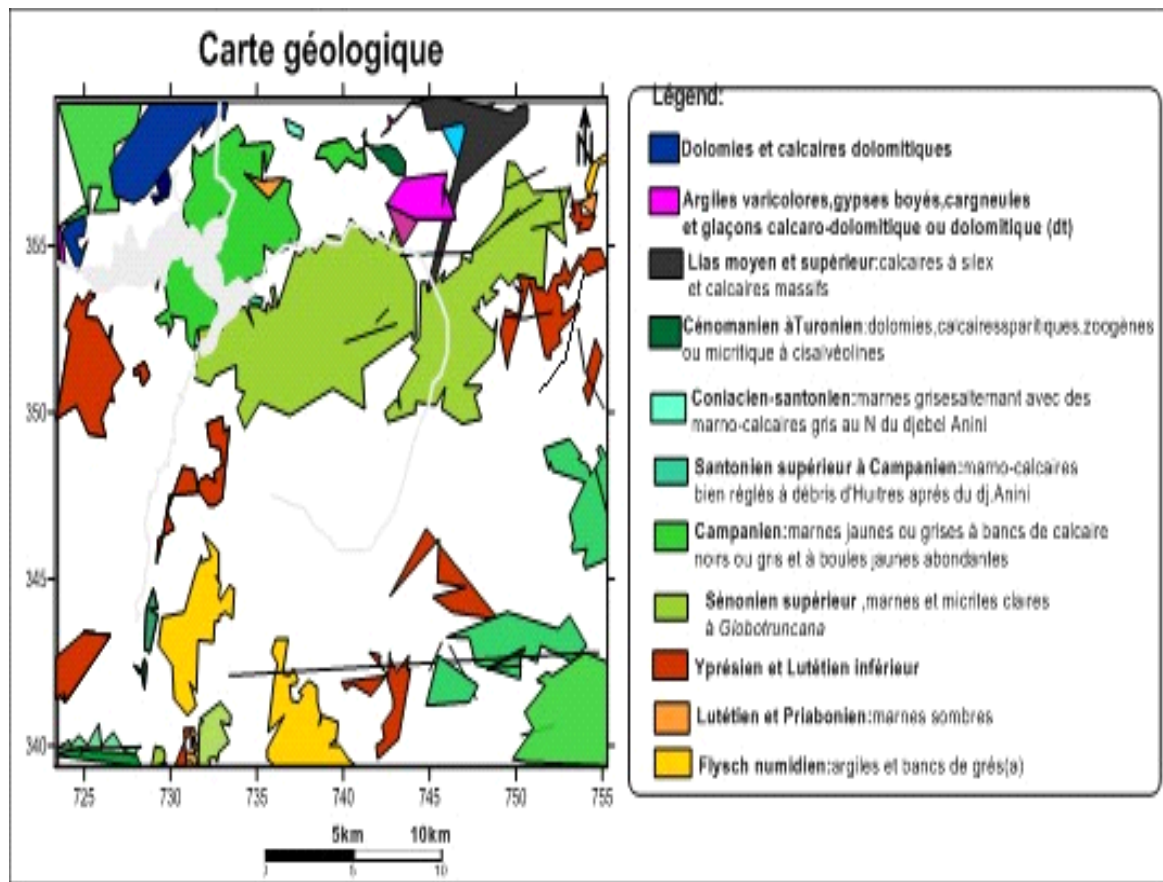 Carte géologique
Légend:
N
Dolomies et calcaires dolomitiques
Argiles varicolores,gypses boyés,cargneules
et glaçons calcaro-dolomitique ou dolomitique (dt)
Lias moyen et supérieur:calcaires à silex
et calcaires massifs
Cénomanien àTuronien:dolomies,calcairessparitiques,zoogènes
ou micritique à cisalvéolines
Coniacien-santonien:marnes grisesalternant avec des
marno-calcaires gris au N du djebel Anini
Santonien supérieur à Campanien:marno-calcaires
bien réglés à débris d'Huitres aprés du dj.Anini
Campanien:marnes jaunes ou grises à bancs de calcaire
noirs ou gris et à boules jaunes abondantes
Sénonien supérieur ,marnes et micrites claires
à Globotruncana
Yprésien et Lutétien inférieur
Lutétien et Priabonien:marnes sombres
Flysch numidien:argiles et bancs de grés(a)
355
350
345
340
725 730 735 740 745 750 755
5km 10km
0 5 10